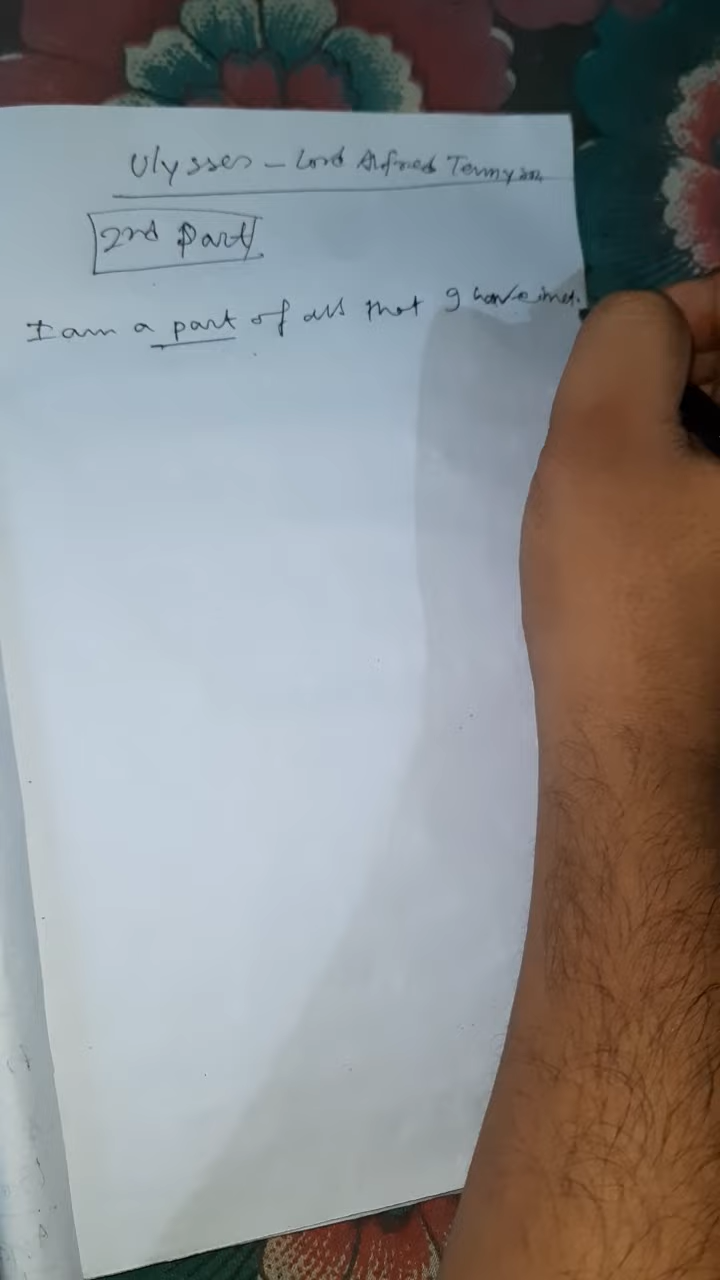 Ulysses - Lord Alfred Tennyson
2nd Part
I am a part of all that I have met.